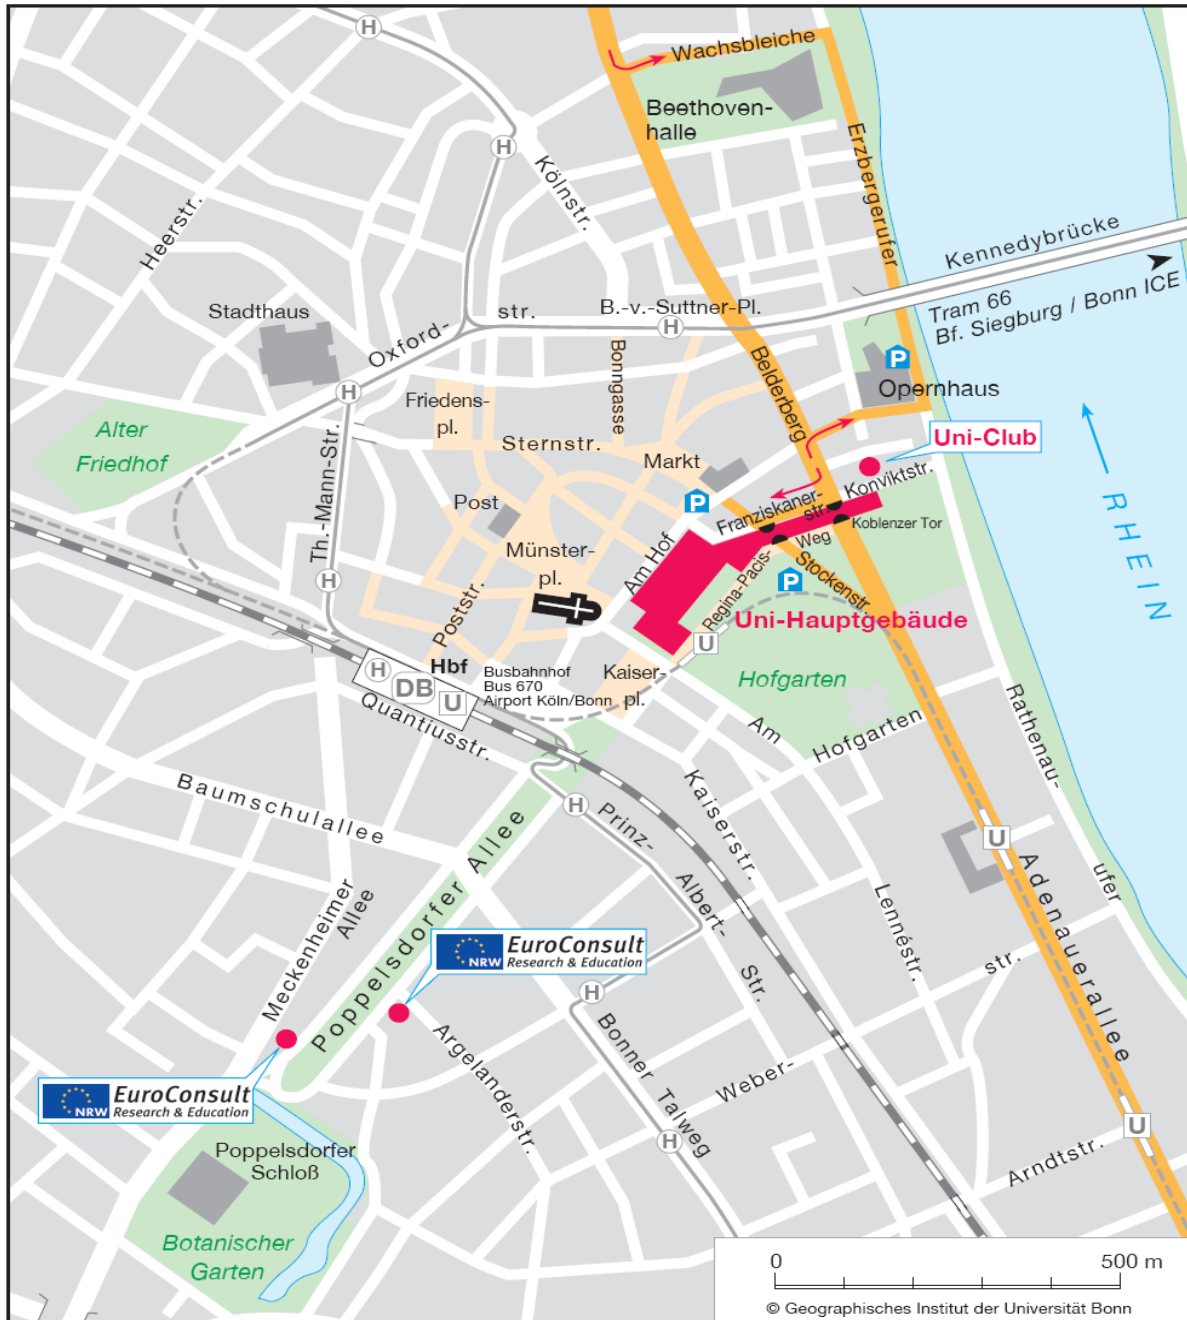 H
Wachsbleiche
Beethoven-
halle
H
Kölnstr.
Erzbergerufer
Heerstr.
Kennedybrücke
Tram 66
Bf. Siegburg / Bonn ICE
Stadthaus
Oxford-
str.
B.-v.-Suttner-Pl.
H
Bonngasse
Belderberg
P
Opernhaus
H
Friedens-
pl.
Alter
Friedhof
Sternstr.
Markt
Uni-Club
Th.-Mann-Str.
Post
P
Franziskaner-
str.
Konviktstr.
Koblenzer Tor
RHEIN
Münster-
pl.
Am Hof
Weg
Regina-Pacis-
Stockenstr.
P
H
Poststr.
Uni-Hauptgebäude
U
Hbf
H
DB
U
Busbahnhof
Bus 670
Airport Köln/Bonn
Kaiser-
pl.
Hofgarten
Quantiusstr.
Am
Hofgarten
Rathenau-
ufer
Baumschulallee
H
Prinz-
Albert-
Str.
Kaiserstr.
U
Adenauerallee
Lennéstr.
Meckenheimer
Allee
Poppelsdorfer Allee
NRW
EuroConsult
Research & Education
H
Argelanderstr.
Bonner Talweg
Weber-
str.
NRW
EuroConsult
Research & Education
H
U
Arndtstr.
Poppelsdorfer
Schloß
Botanischer
Garten
0
500 m
© Geographisches Institut der Universität Bonn